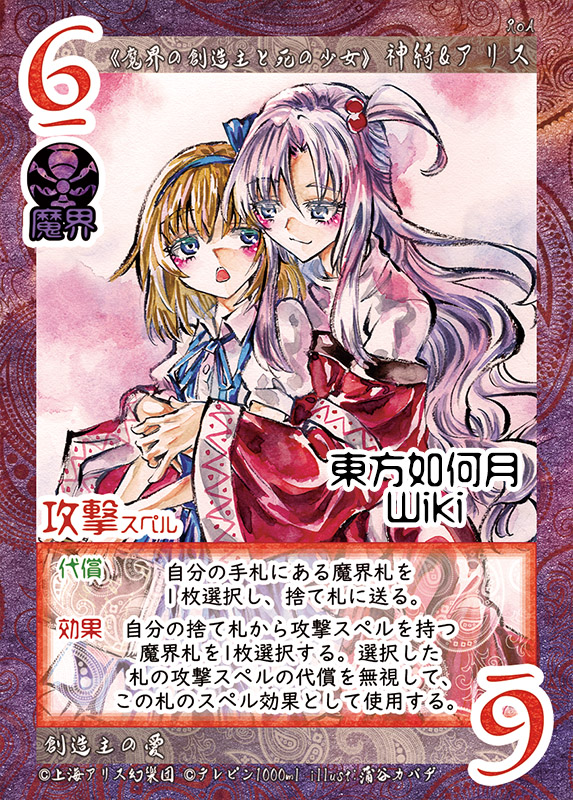 6
《魔界の創造主と死の少女》 神綺&アリス
魔界
東方如何月
Wiki
攻撃スペル
代償 自分の手札にある魔界札を
1枚選択し、捨て札に送る。
効果 自分の捨て札から攻撃スペルを持つ
魔界札を1枚選択する。選択した
札の攻撃スペルの代償を無視して、
この札のスペル効果として使用する。
創造主の愛
6
©上海アリス幻樂団 ©テレピン1000ml illust:蒲谷カバヂ